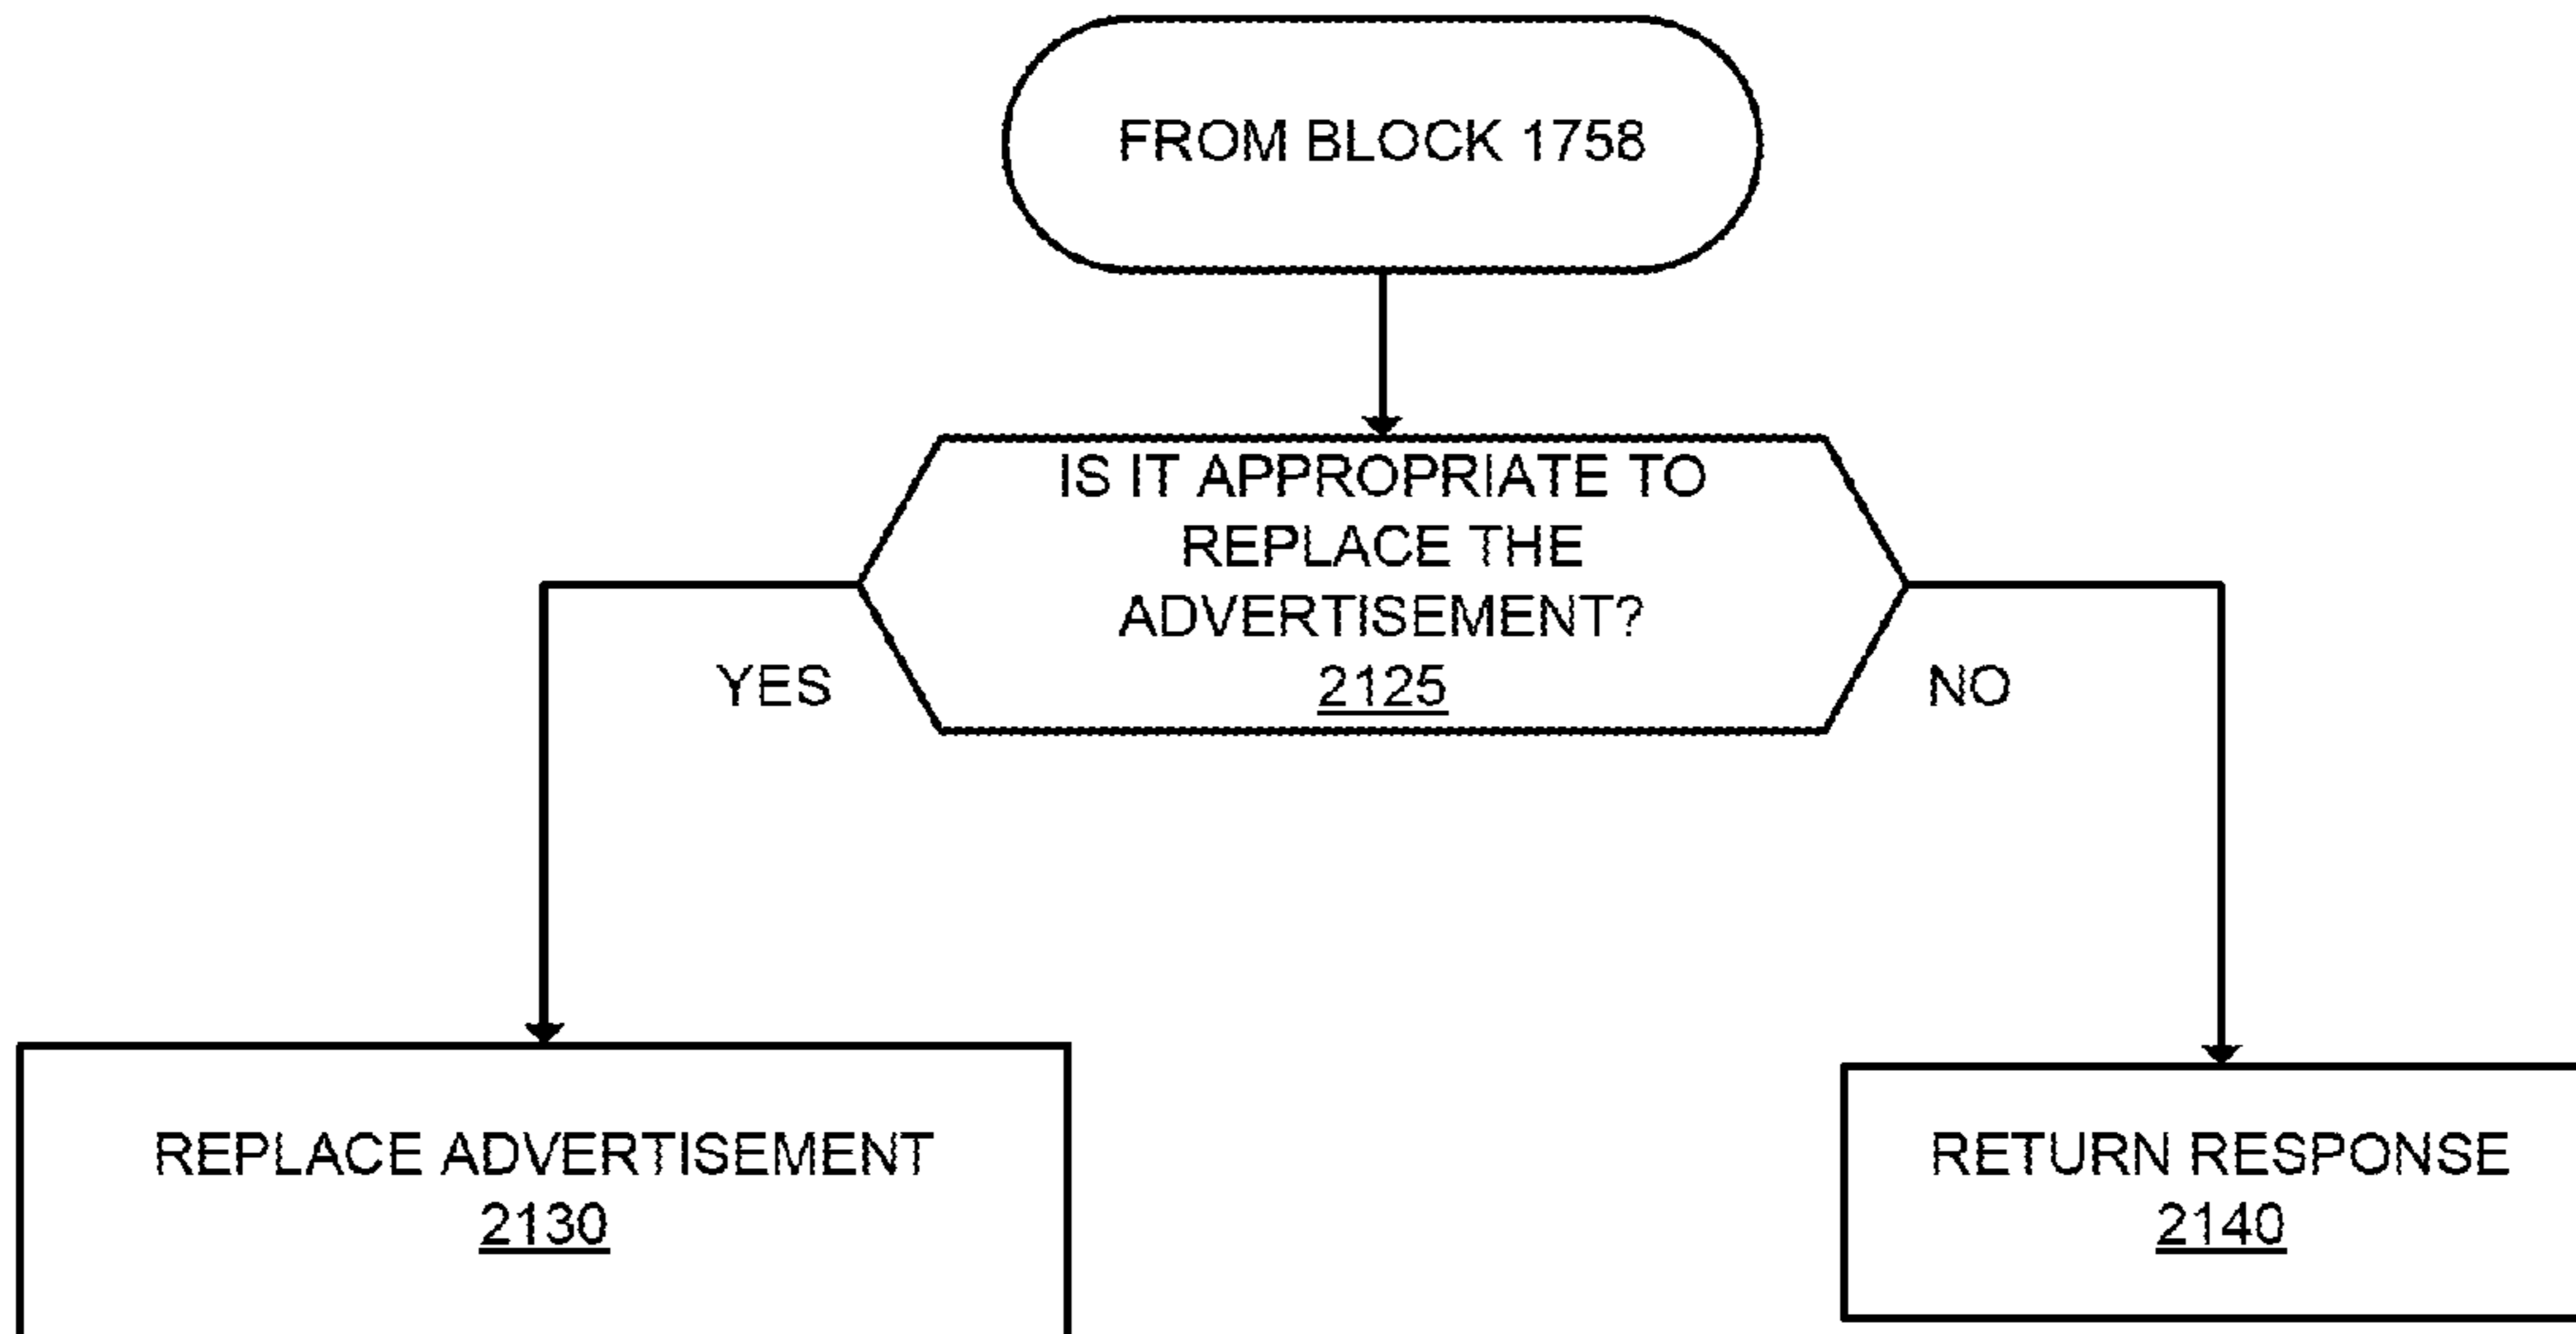 FROM BLOCK 1758
IS IT APPROPRIATE TO
REPLACE THE
ADVERTISEMENT?
2125
YES
NO
REPLACE ADVERTISEMENT
2130
RETURN RESPONSE
2140